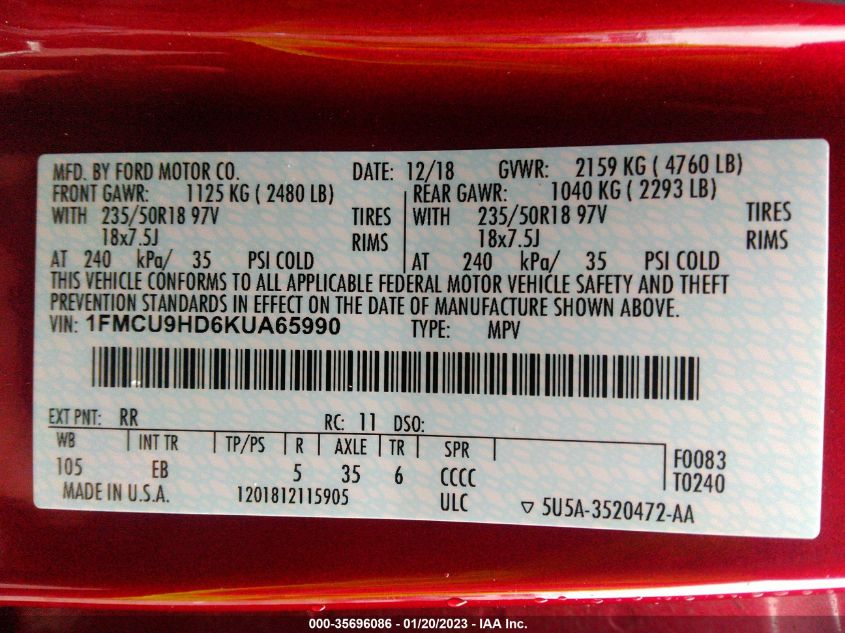 MFD. BY FORD MOTOR CO. DATE: 12/18 GVWR: 2159 KG ( 4760 LB)
FRONT GAWR: 1125 KG ( 2480 LB) REAR GAWR: 1040 KG ( 2293 LB)
WITH 235/50R18 97V TIRES WITH 235/50R18 97V TIRES
18x7.5J RIMS 18x7.5J RIMS
AT 240 kPa/ 35 PSI COLD AT 240 kPa/ 35 PSI COLD
THIS VEHICLE CONFORMS TO ALL APPLICABLE FEDERAL MOTOR VEHICLE SAFETY AND THEFT
PREVENTION STANDARDS IN EFFECT ON THE DATE OF MANUFACTURE SHOWN ABOVE.
VIN: 1FMCU9HD6KUA65990 TYPE: MPV
EXT PNT: RR RC: 11 DSO:
WB INT TR TP/PS R AXLE TR SPR
105 EB 5 35 6 CCCC F0083
T0240
MADE IN U.S.A. 1201812115905 ULC ▽ 5U5A-3520472-AA
000-35696086 - 01/20/2023 - IAA Inc.